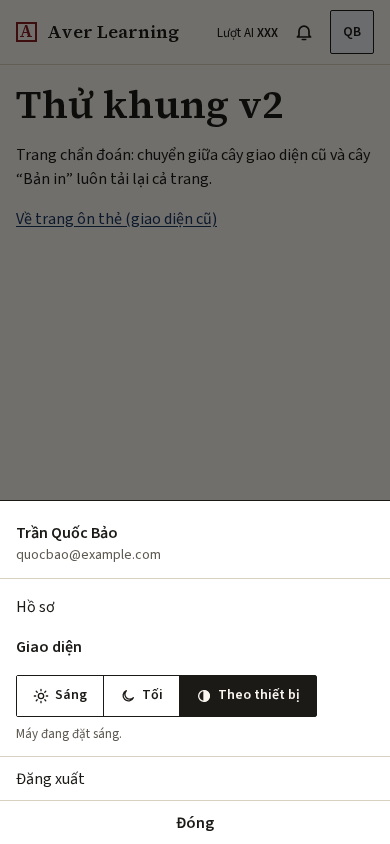 A Aver Learning Lượt AI XXX QB
Thử khung v2
Trang chẩn đoán: chuyển giữa cây giao diện cũ và cây
“Bản in” luôn tải lại cả trang.
Về trang ôn thẻ (giao diện cũ)
Trần Quốc Bảo
quocbao@example.com
Hồ sơ
Giao diện
Sáng Tối Theo thiết bị
Máy đang đặt sáng.
Đăng xuất
Đóng